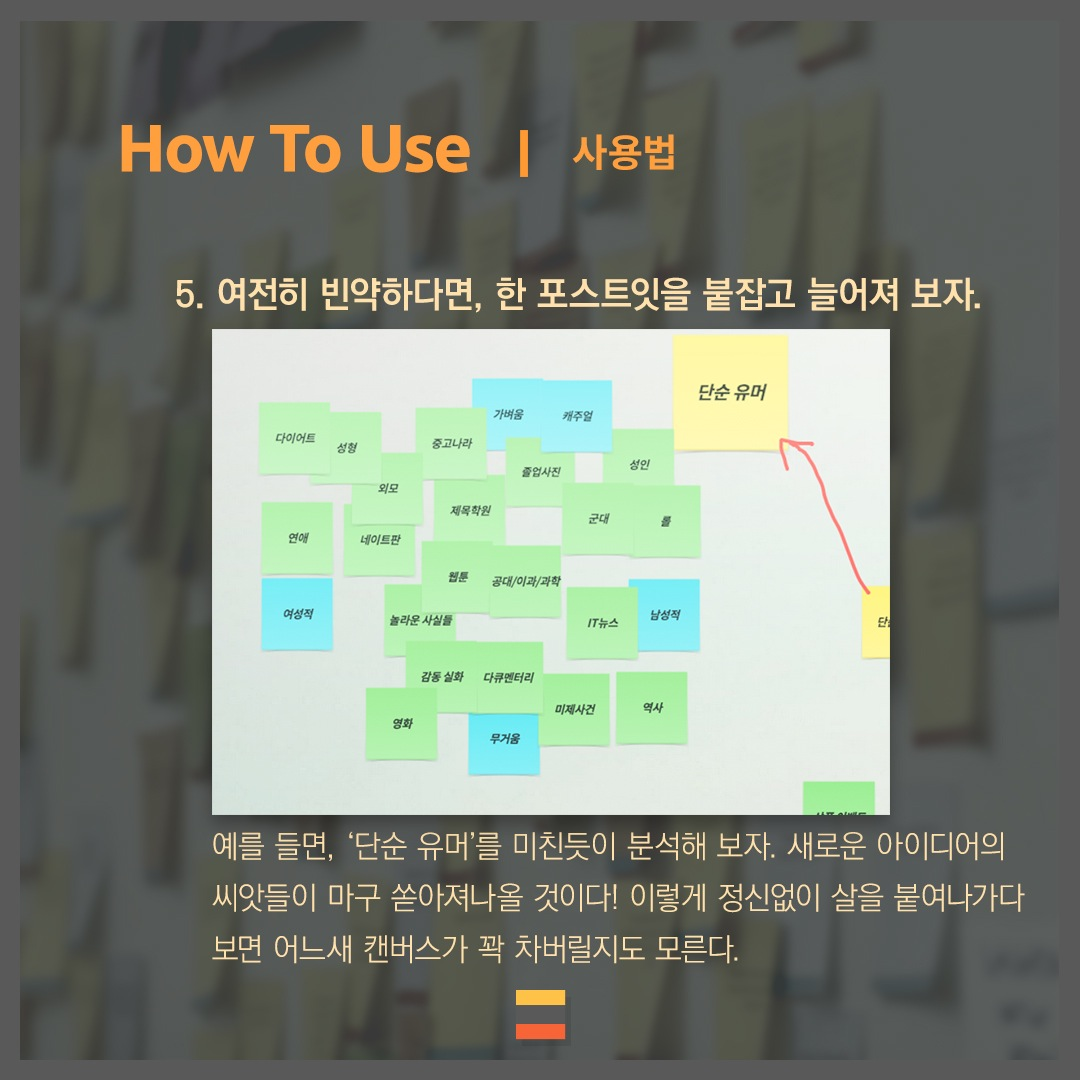 How To Use | 사용법
5. 여전히 빈약하다면, 한 포스트잇을 붙잡고 늘어져 보자.
단순 유머
가벼움 캐주얼
다이어트 성형 중고나라
외모 졸업사진 성인
제목학원 군대 롤
연애 네이트판
웹툰 공대/이과/과학
여성적 놀라운 사실들 IT뉴스 남성적
감동 실화 다큐멘터리
영화 무거움 미제사건 역사
예를 들면, ‘단순 유머’를 미친듯이 분석해 보자. 새로운 아이디어의
씨앗들이 마구 쏟아져나올 것이다! 이렇게 정신없이 살을 붙여나가다
보면 어느새 캔버스가 꽉 차버릴지도 모른다.